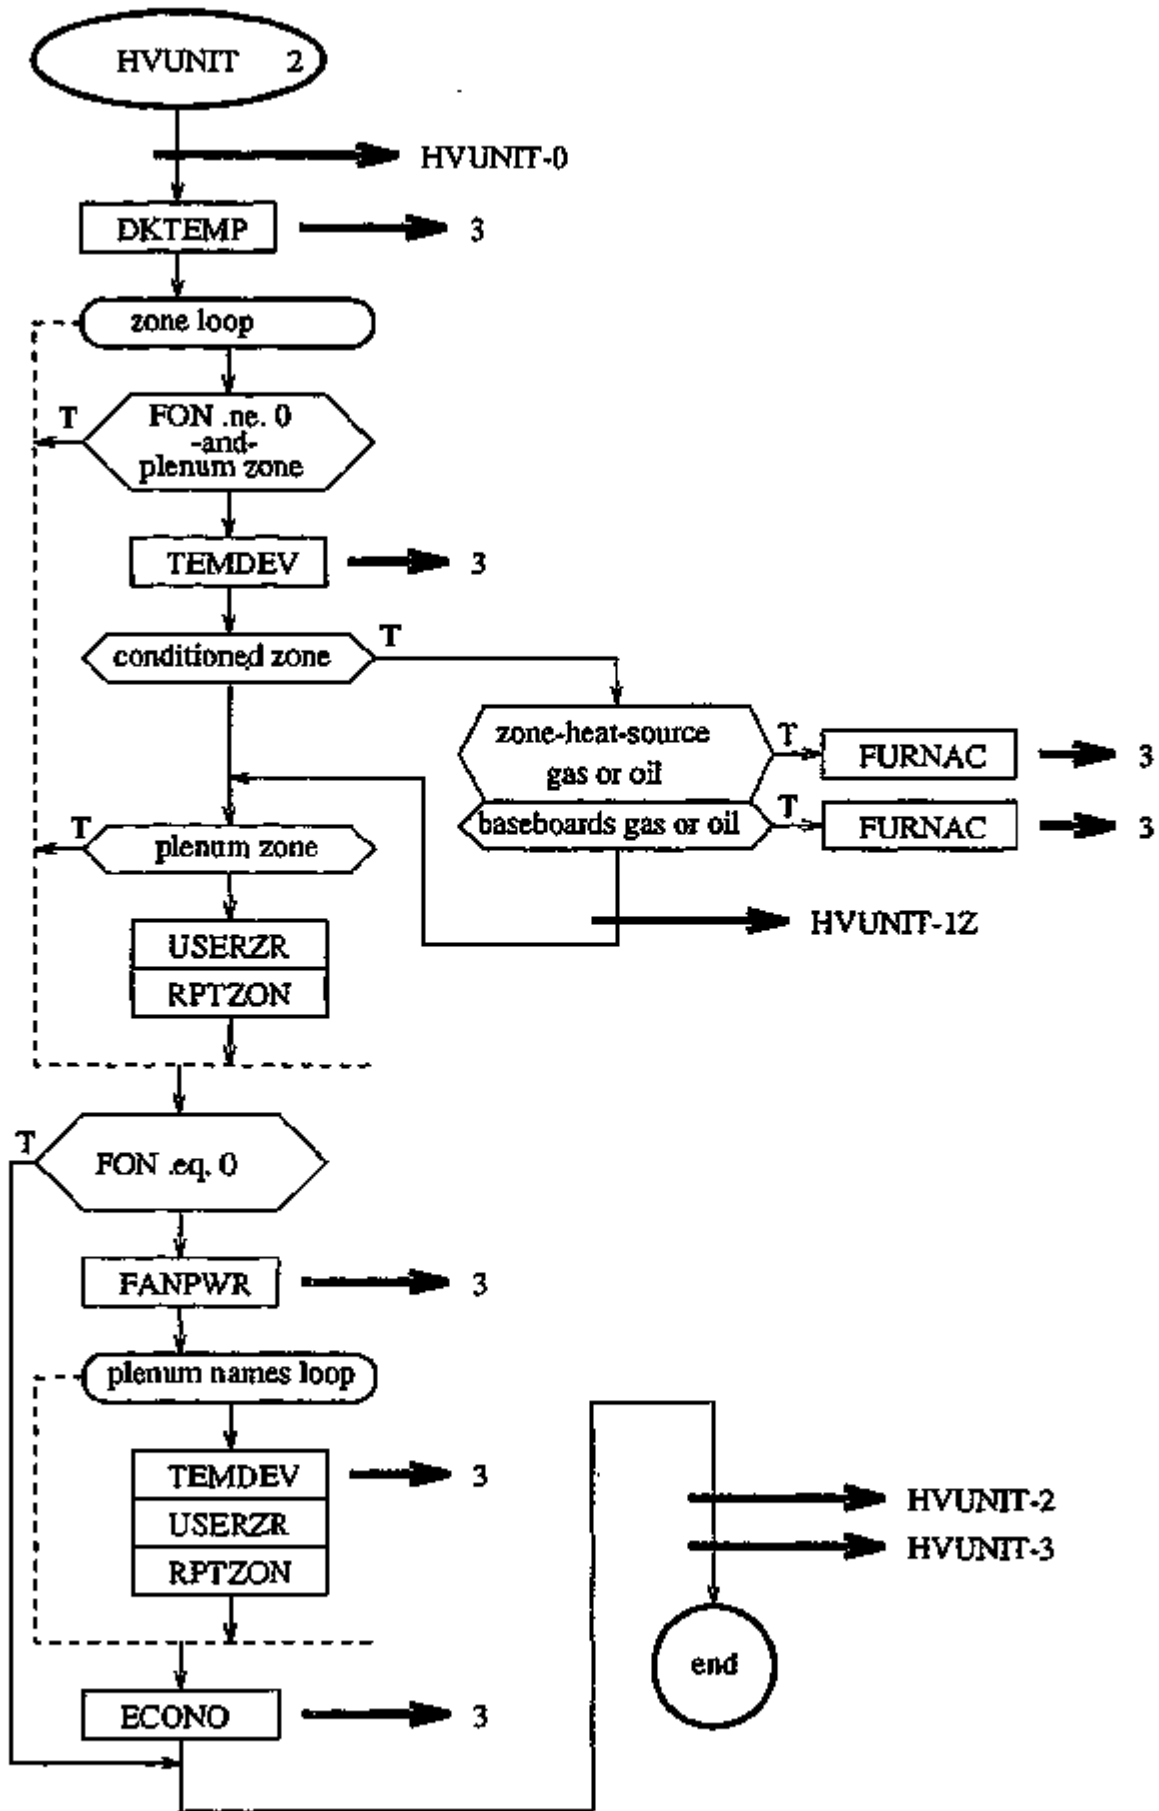 HVUNIT 2
HVUNIT-0
DKTEMP 3
zone loop
T
FON .ne. 0
-and-
plenum zone
TEMDEV 3
conditioned zone T
zone-heat-source
gas or oil
T FURNAC 3
baseboards gas or oil T FURNAC 3
T plenum zone
HVUNIT-1Z
USERZR
RPTZON
T
FON .eq. 0
FANPWR 3
plenum names loop
TEMDEV 3
USERZR
RPTZON
HVUNIT-2
HVUNIT-3
end
ECONO 3